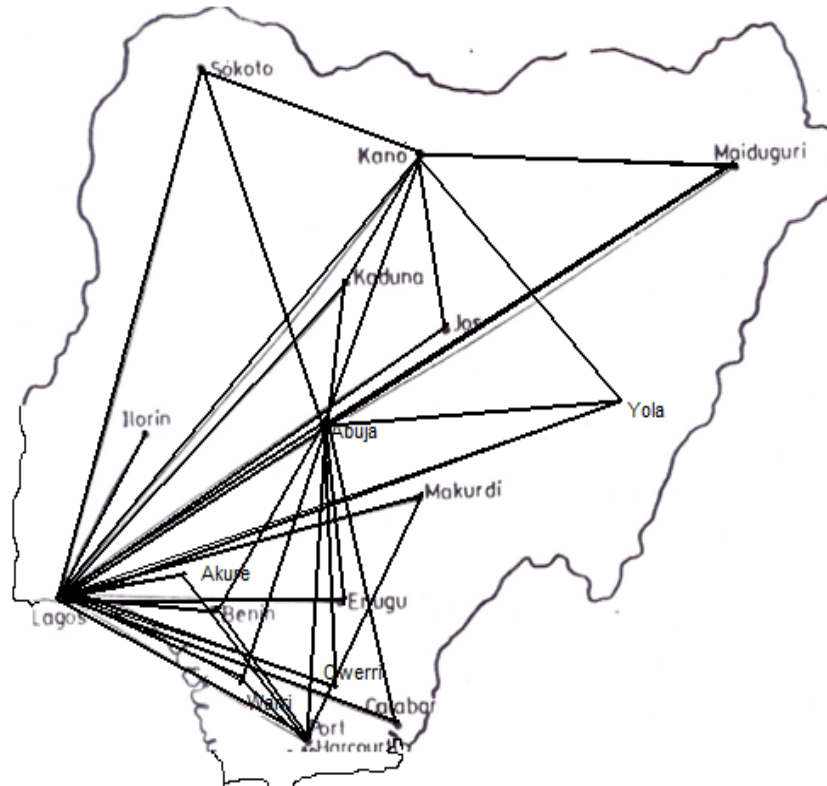 Sokoto
Kano
Maiduguri
Kaduna
Jos
Yola
Ilorin
Abuja
Makurdi
Akure
Enugu
Lagos
Benin
Owerri
Warri
Calabar
Port
Harcourt